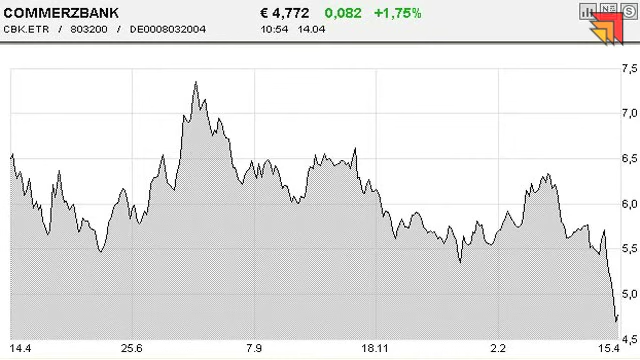 COMMERZBANK € 4,772 0,082 +1,75%
CBK.ETR / 803200 / DE0008032004 10:54 14.04
7,5
7,0
6,5
6,0
5,5
5,0
4,5
14.4 25.6 7.9 18.11 2.2 15.4